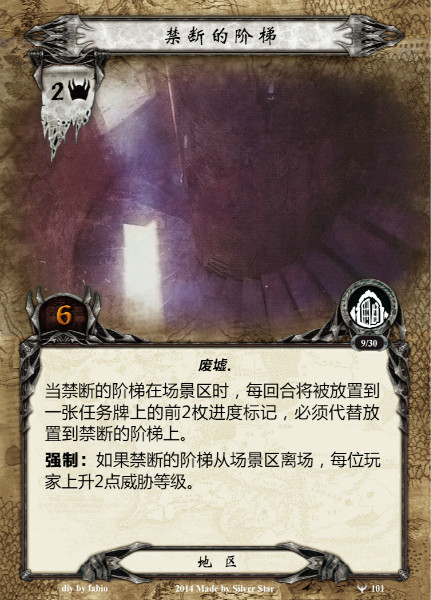 禁断的阶梯
2
6
9/30
废墟.
当禁断的阶梯在场景区时，每回合将被放置到
一张任务牌上的前2枚进度标记，必须代替放
置到禁断的阶梯上。
强制：如果禁断的阶梯从场景区离场，每位玩
家上升2点威胁等级。
地区
diy by fabio
2014 Made by Silver Star
101